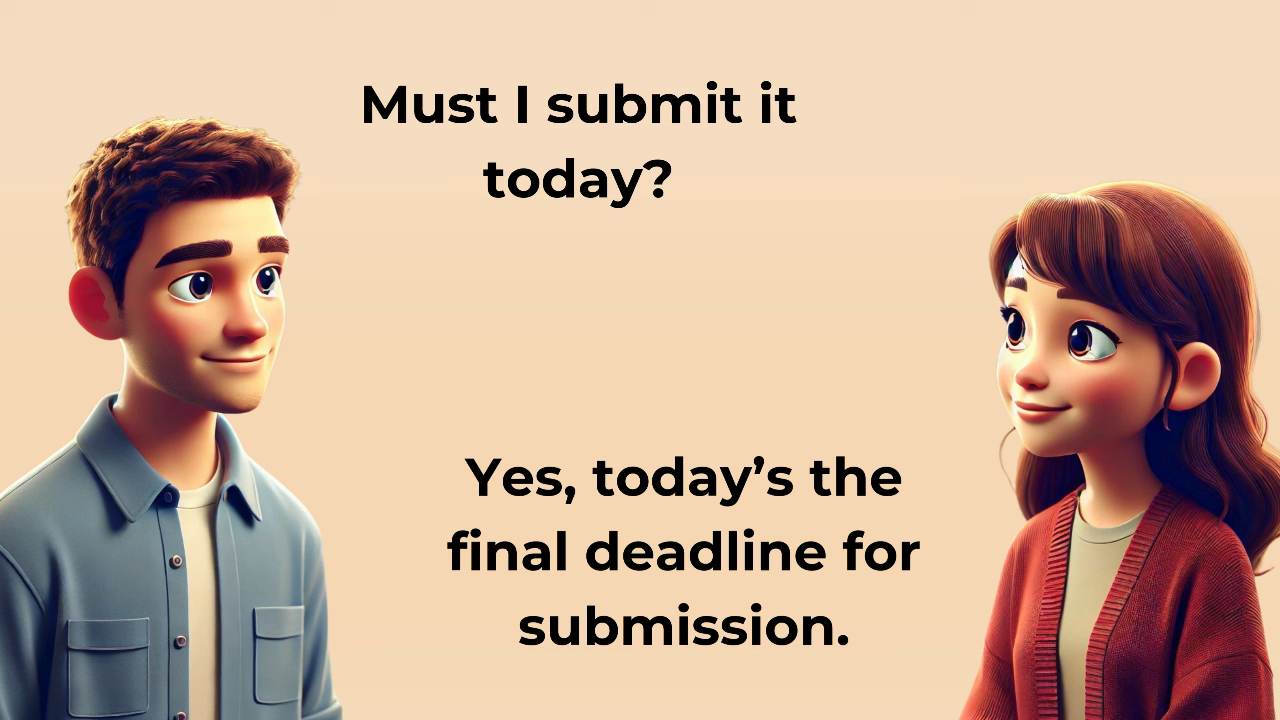 Must I submit it
today?
Yes, today’s the
final deadline for
submission.